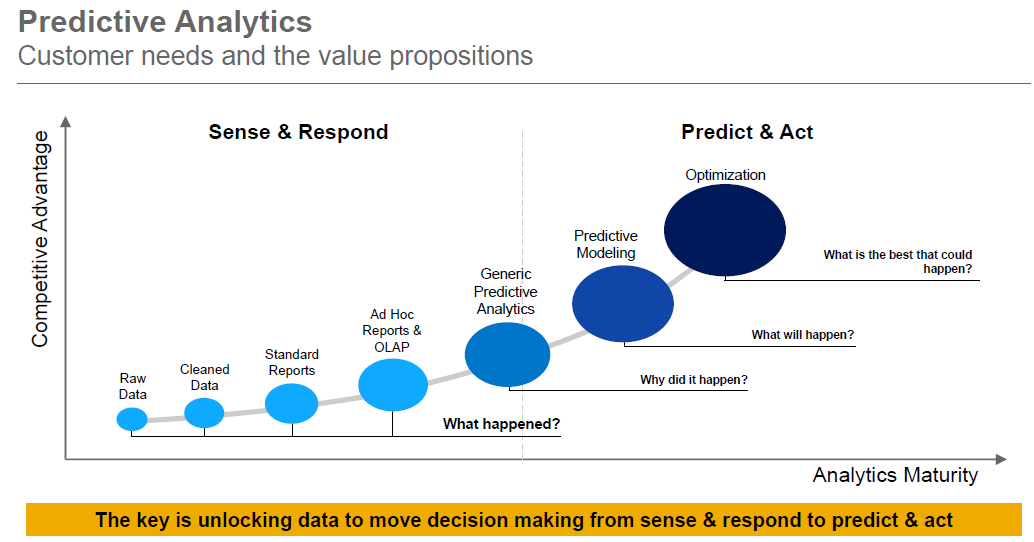 Predictive Analytics
Customer needs and the value propositions
Competitive Advantage
Sense & Respond
Predict & Act
Raw
Data
Cleaned
Data
Standard
Reports
Ad Hoc
Reports &
OLAP
Generic
Predictive
Analytics
Predictive
Modeling
Optimization
What happened?
Why did it happen?
What will happen?
What is the best that could
happen?
Analytics Maturity
The key is unlocking data to move decision making from sense & respond to predict & act